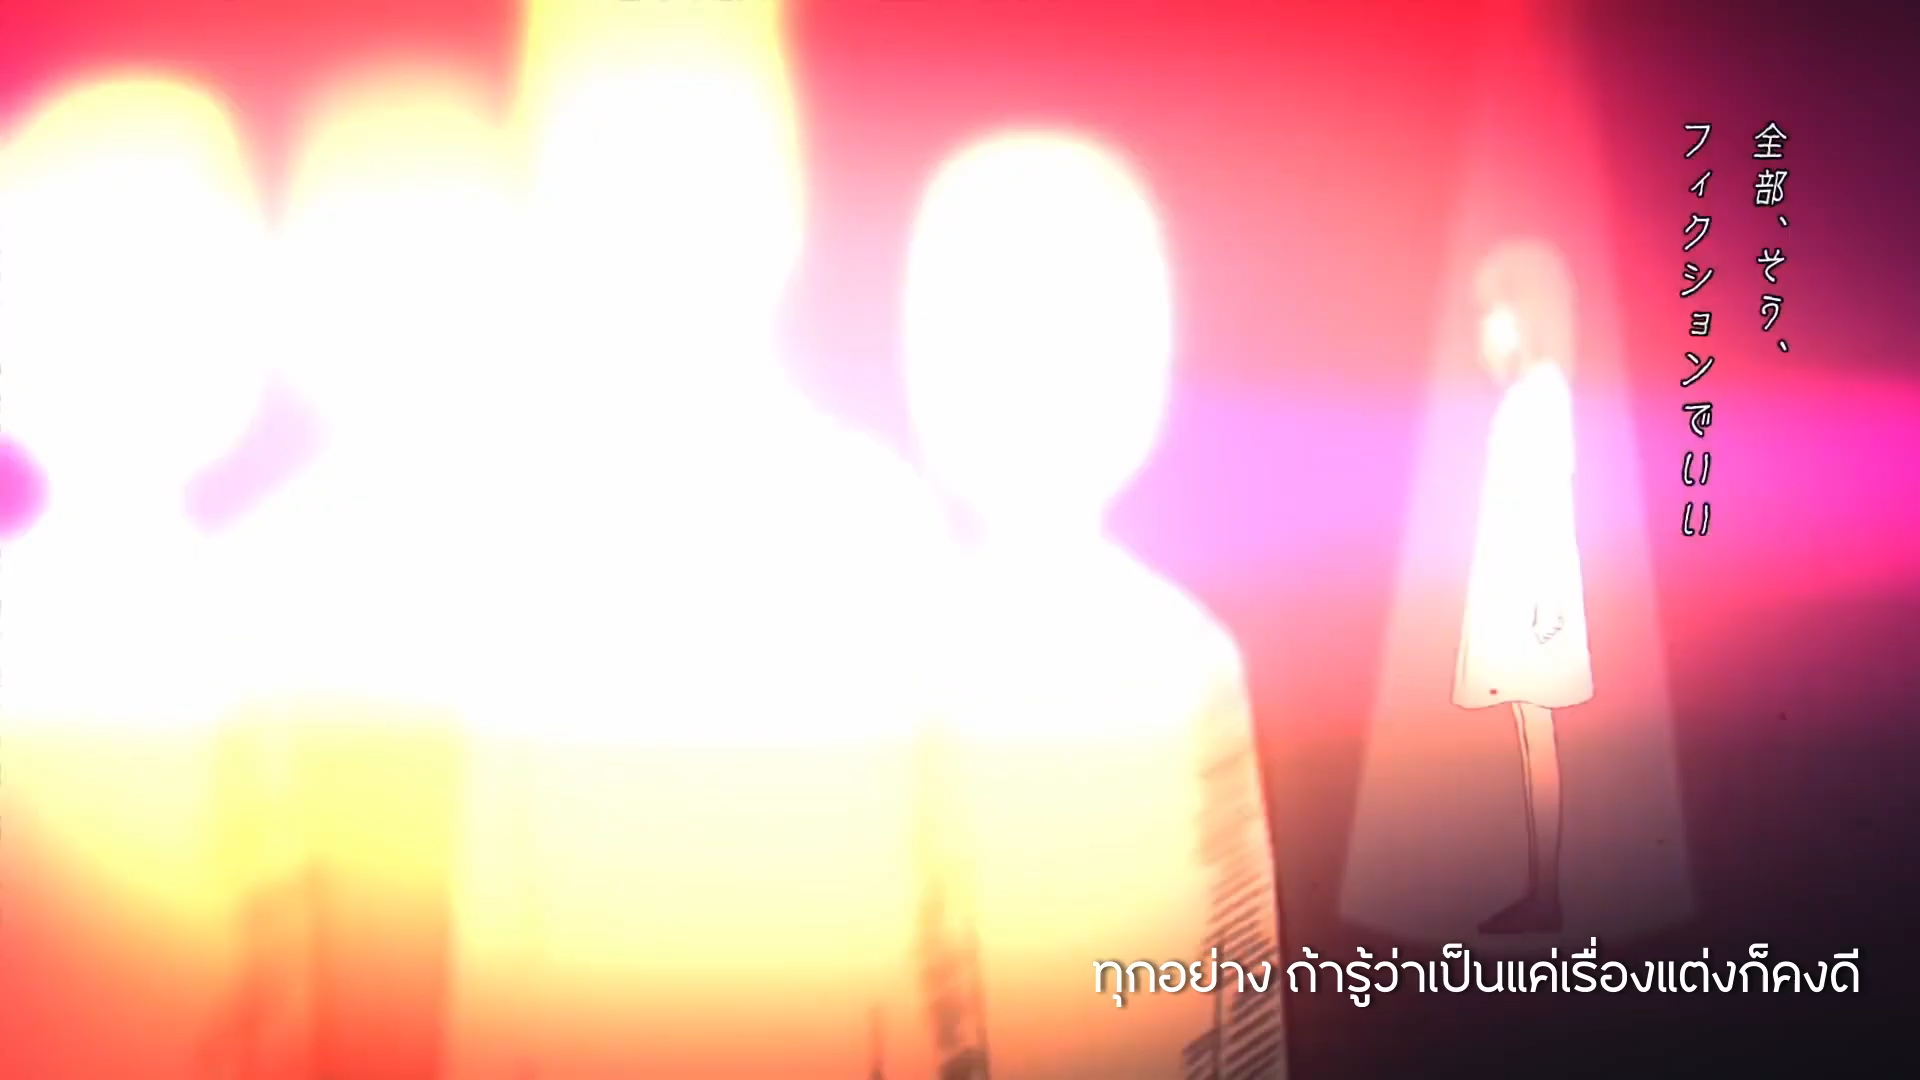 全部、そう、
フィクションでいい
ทุกอย่าง ถ้ารู้ว่าเป็นแค่เรื่องแต่งก็คงดี